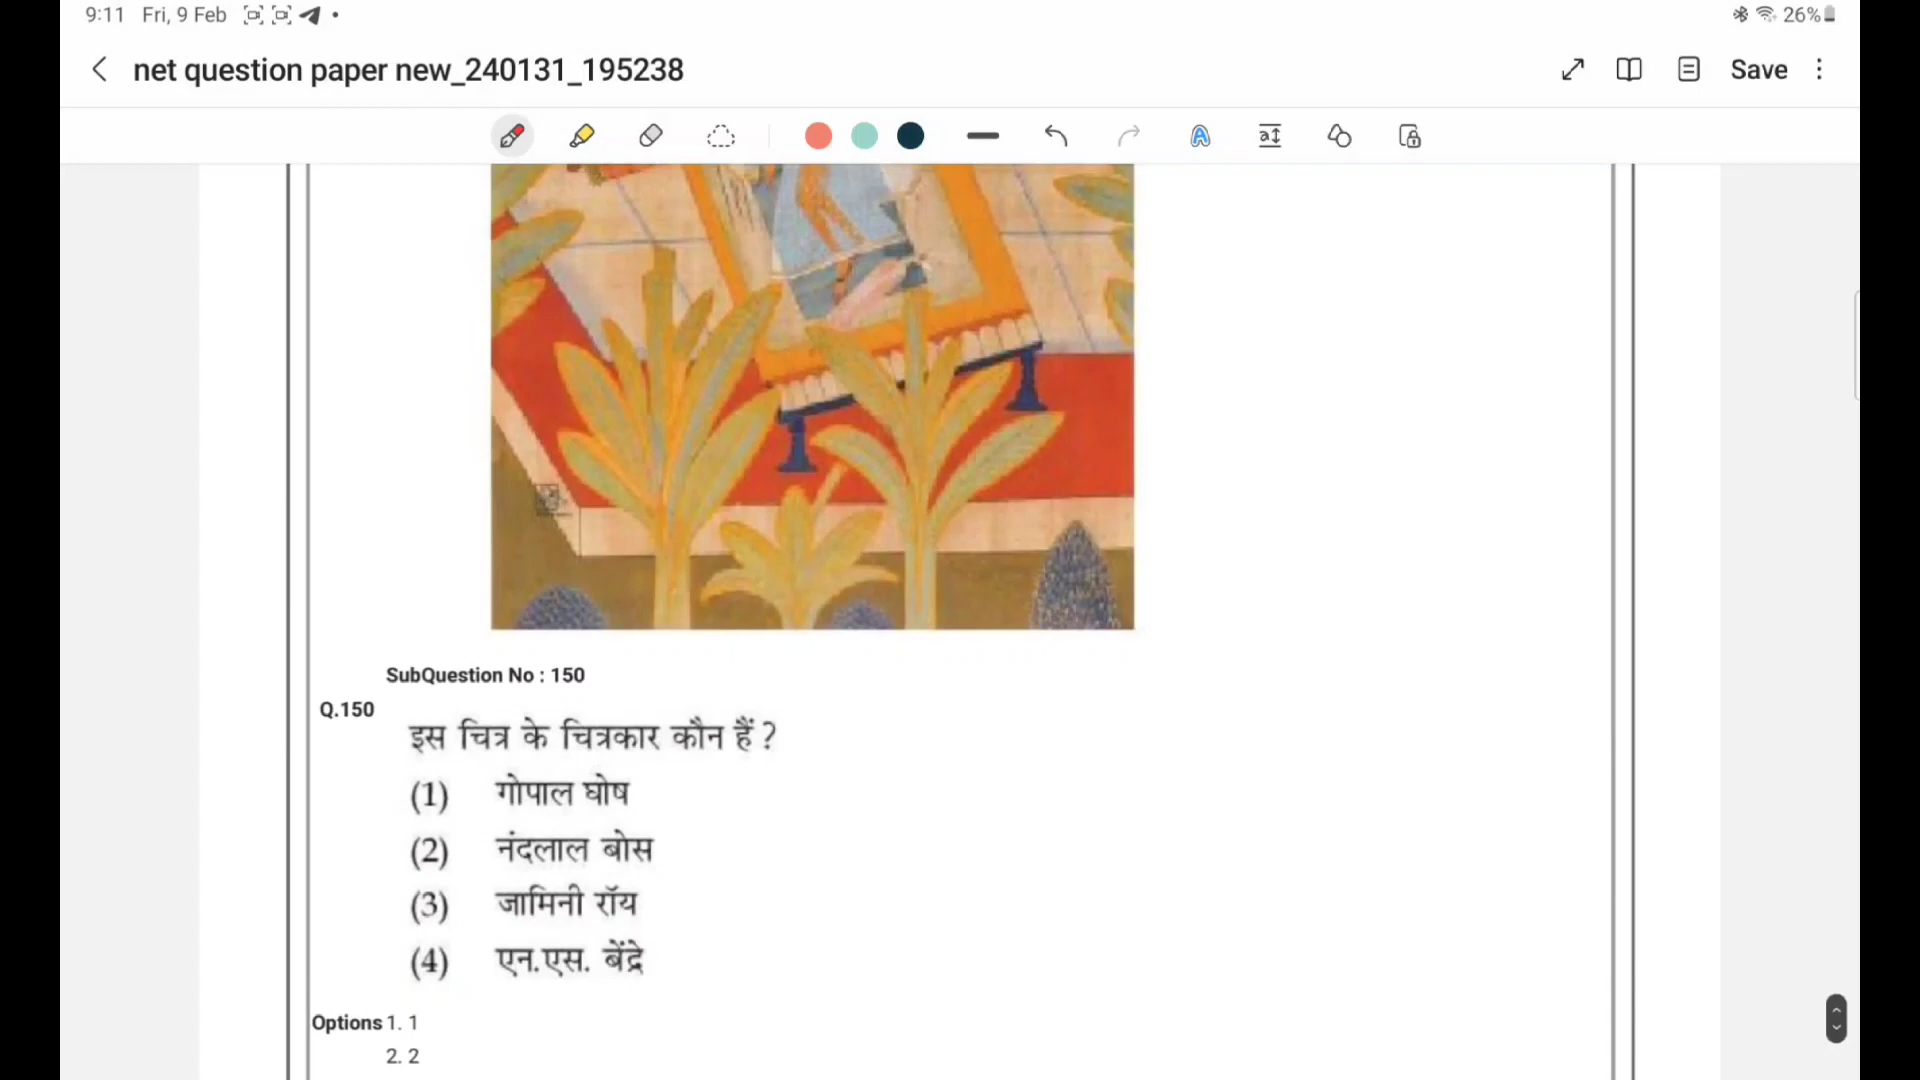 9:11 Fri, 9 Feb
26%
net question paper new_240131_195238
Save
SubQuestion No : 150
Q.150
इस चित्र के चित्रकार कौन हैं ?
(1) गोपाल घोष
(2) नंदलाल बोस
(3) जामिनी रॉय
(4) एन.एस. बेंद्रे
Options 1. 1
2. 2